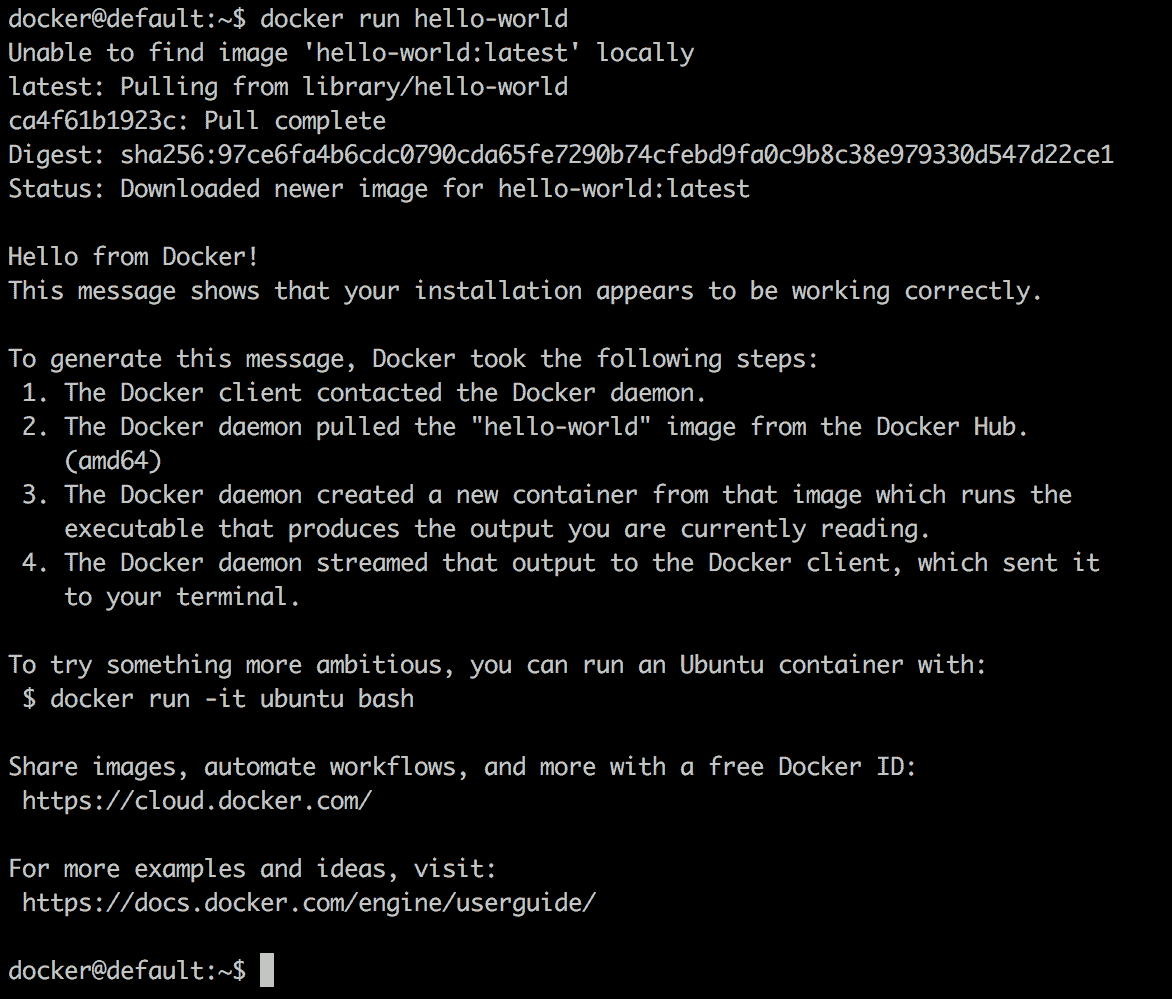 docker@default:~$ docker run hello-world
Unable to find image 'hello-world:latest' locally
latest: Pulling from library/hello-world
ca4f61b1923c: Pull complete
Digest: sha256:97ce6fa4b6cdc0790cda65fe7290b74cfebd9fa0c9b8c38e979330d547d22ce1
Status: Downloaded newer image for hello-world:latest

Hello from Docker!
This message shows that your installation appears to be working correctly.

To generate this message, Docker took the following steps:
 1. The Docker client contacted the Docker daemon.
 2. The Docker daemon pulled the "hello-world" image from the Docker Hub.
    (amd64)
 3. The Docker daemon created a new container from that image which runs the
    executable that produces the output you are currently reading.
 4. The Docker daemon streamed that output to the Docker client, which sent it
    to your terminal.

To try something more ambitious, you can run an Ubuntu container with:
 $ docker run -it ubuntu bash

Share images, automate workflows, and more with a free Docker ID:
 https://cloud.docker.com/

For more examples and ideas, visit:
 https://docs.docker.com/engine/userguide/

docker@default:~$